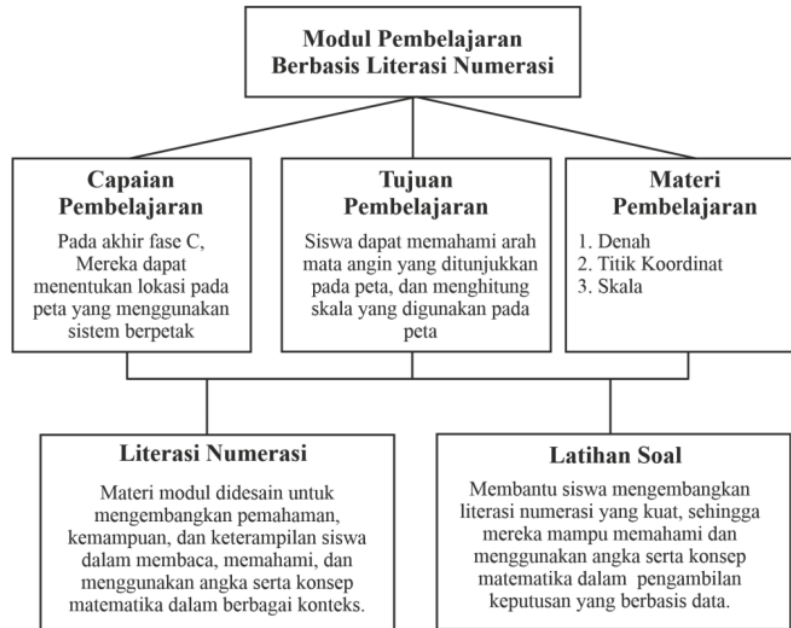 Modul Pembelajaran
Berbasis Literasi Numerasi
Capaian
Pembelajaran
Pada akhir fase C,
Mereka dapat
menentukan lokasi pada
peta yang menggunakan
sistem berpetak
Tujuan
Pembelajaran
Siswa dapat memahami arah
mata angin yang ditunjukkan
pada peta, dan menghitung
skala yang digunakan pada
peta
Materi
Pembelajaran
1. Denah
2. Titik Koordinat
3. Skala
Literasi Numerasi
Materi modul didesain untuk
mengembangkan pemahaman,
kemampuan, dan keterampilan siswa
dalam membaca, memahami, dan
menggunakan angka serta konsep
matematika dalam berbagai konteks.
Latihan Soal
Membantu siswa mengembangkan
literasi numerasi yang kuat, sehingga
mereka mampu memahami dan
menggunakan angka serta konsep
matematika dalam pengambilan
keputusan yang berbasis data.